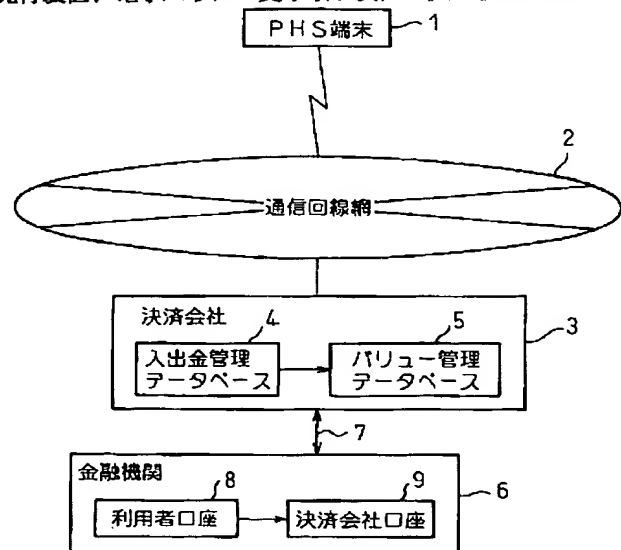 PHS端末
1
2
通信回線網
決済会社
3
4
5
入出金管理
データベース
バリュー管理
データベース
7
金融機関
6
8
9
利用者口座
決済会社口座